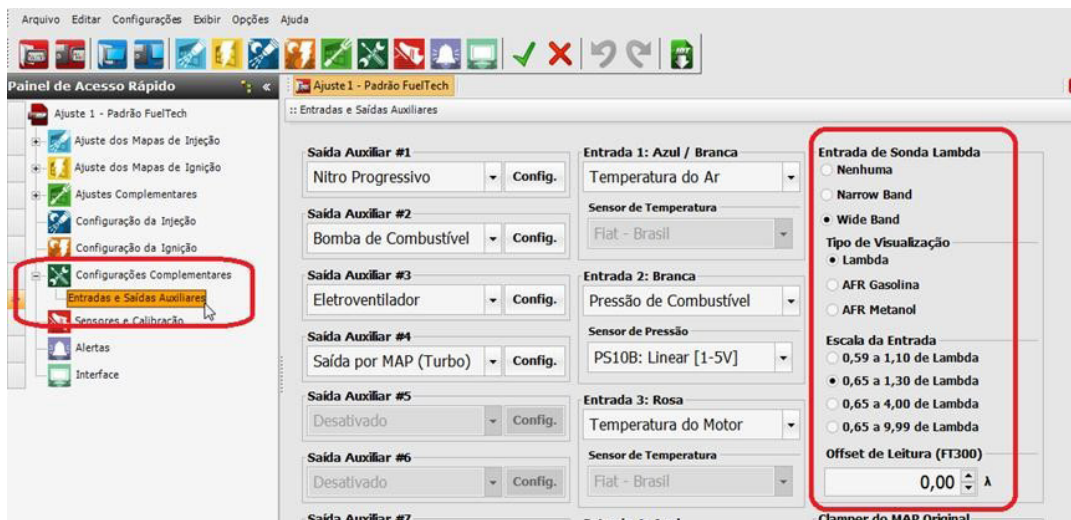 Arquivo Editar Configurações Exibir Opções Ajuda
Painel de Acesso Rápido
Ajuste 1 - Padrão FuelTech
Ajuste dos Mapas de Injeção
Ajuste dos Mapas de Ignição
Ajustes Complementares
Configuração da Injeção
Configuração da Ignição
Configurações Complementares
Entradas e Saídas Auxiliares
Sensores e Calibração
Alertas
Interface
Ajuste 1 - Padrão FuelTech
:: Entradas e Saídas Auxiliares
Saída Auxiliar #1
Nitro Progressivo Config.
Saída Auxiliar #2
Bomba de Combustível Config.
Saída Auxiliar #3
Eletroventilador Config.
Saída Auxiliar #4
Saída por MAP (Turbo) Config.
Saída Auxiliar #5
Desativado Config.
Saída Auxiliar #6
Desativado Config.
Saída Auxiliar #7
Entrada 1: Azul / Branca
Temperatura do Ar
Sensor de Temperatura
Fiat - Brasil
Entrada 2: Branca
Pressão de Combustível
Sensor de Pressão
PS10B: Linear [1-5V]
Entrada 3: Rosa
Temperatura do Motor
Sensor de Temperatura
Fiat - Brasil
Entrada de Sonda Lambda
Nenhuma
Narrow Band
Wide Band
Tipo de Visualização
Lambda
AFR Gasolina
AFR Metanol
Escala da Entrada
0,59 a 1,10 de Lambda
0,65 a 1,30 de Lambda
0,65 a 4,00 de Lambda
0,65 a 9,99 de Lambda
Offset de Leitura (FT300)
0,00 λ
Clamper do MAP Original